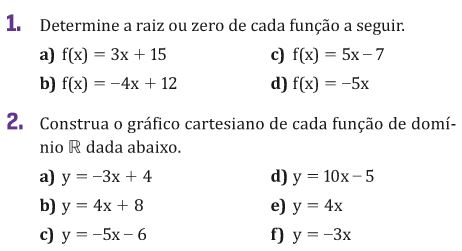 1. Determine a raiz ou zero de cada função a seguir.
a) f(x) = 3x + 15
c) f(x) = 5x – 7
b) f(x) = –4x + 12
d) f(x) = –5x
2. Construa o gráfico cartesiano de cada função de domí-
nio ℝ dada abaixo.
a) y = –3x + 4
d) y = 10x – 5
b) y = 4x + 8
e) y = 4x
c) y = –5x – 6
f) y = –3x